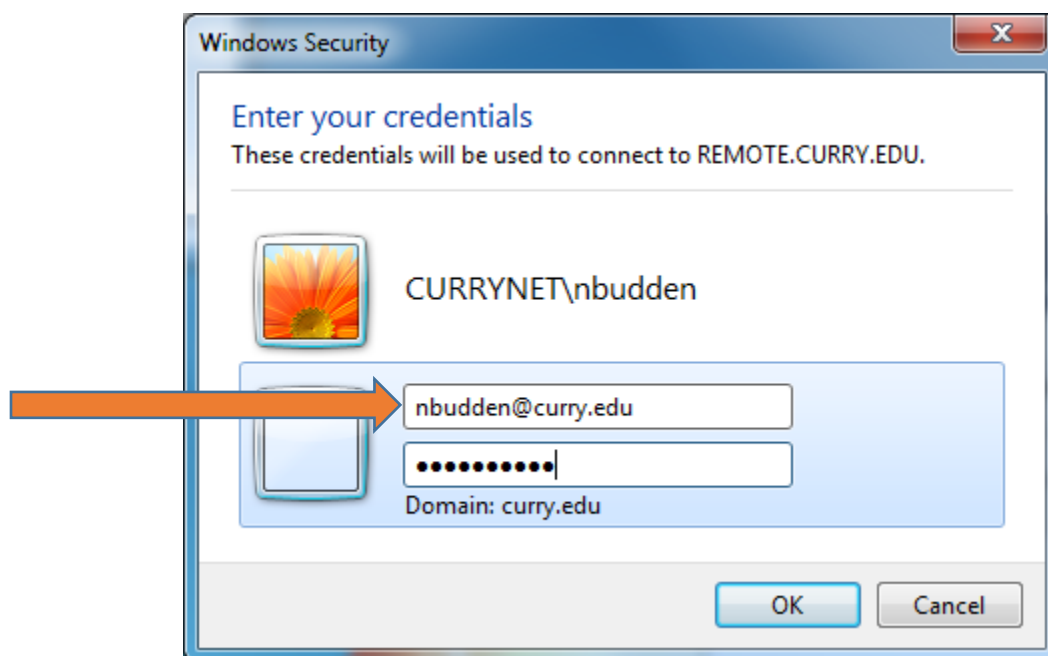 Windows Security
Enter your credentials
These credentials will be used to connect to REMOTE.CURRY.EDU.
CURRYNET\nbudden
nbudden@curry.edu
●●●●●●●●●●
Domain: curry.edu
OK Cancel